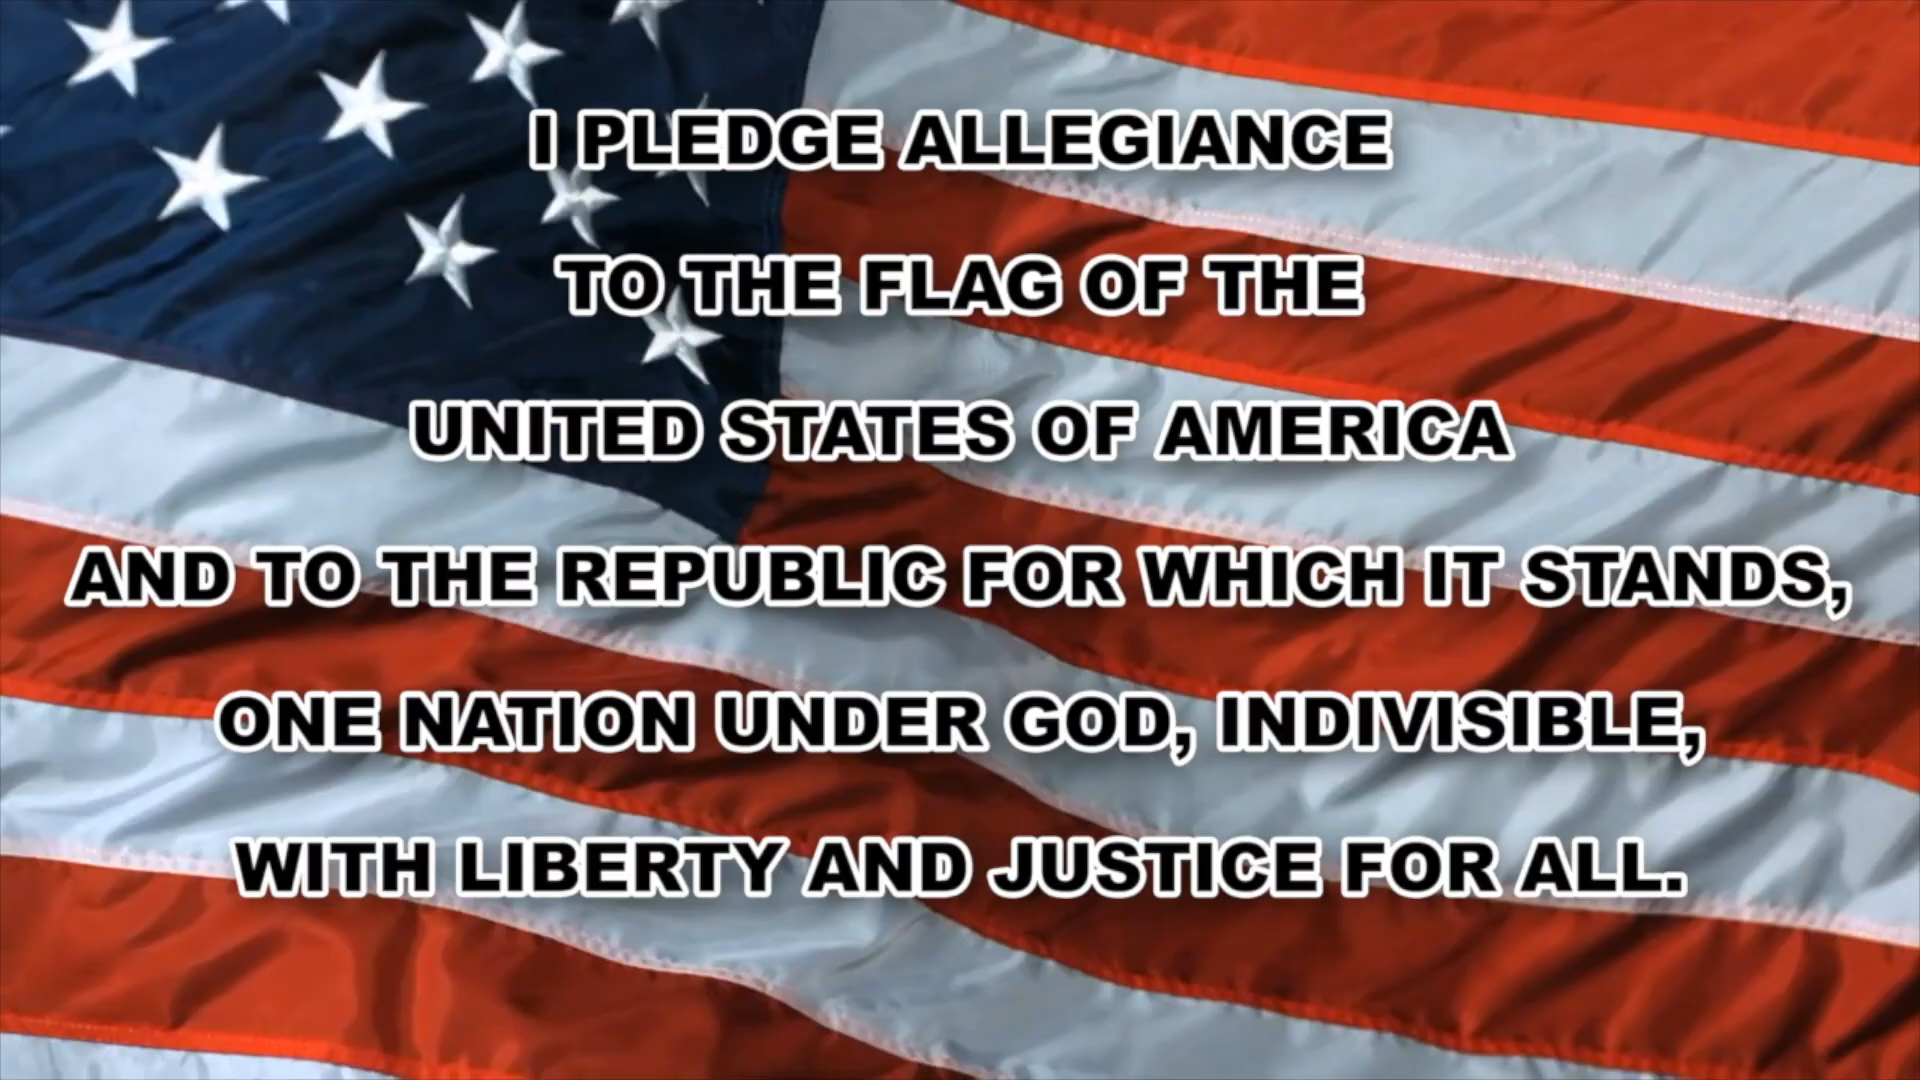 I PLEDGE ALLEGIANCE
TO THE FLAG OF THE
UNITED STATES OF AMERICA
AND TO THE REPUBLIC FOR WHICH IT STANDS,
ONE NATION UNDER GOD, INDIVISIBLE,
WITH LIBERTY AND JUSTICE FOR ALL.